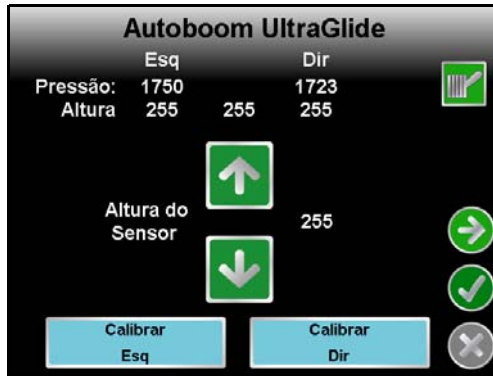 Autoboom UltraGlide
Esq Dir
Pressão: 1750 1723
Altura 255 255 255
Altura do
Sensor
255
Calibrar
Esq
Calibrar
Dir